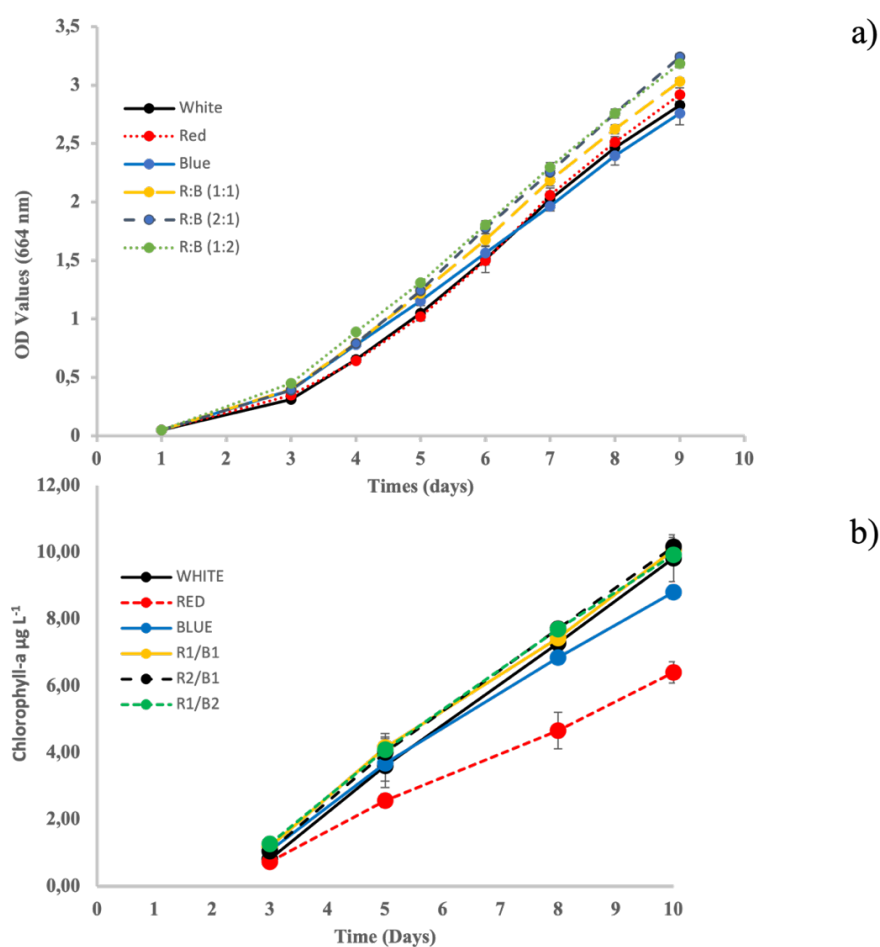 a)
3,5
3
2,5
2
1,5
1
0,5
0
OD Values (664 nm)
White
Red
Blue
R:B (1:1)
R:B (2:1)
R:B (1:2)
0 1 2 3 4 5 6 7 8 9 10
Times (days)
b)
12,00
10,00
8,00
6,00
4,00
2,00
0,00
Chlorophyll-a µg L⁻¹
WHITE
RED
BLUE
R1/B1
R2/B1
R1/B2
0 1 2 3 4 5 6 7 8 9 10
Time (Days)